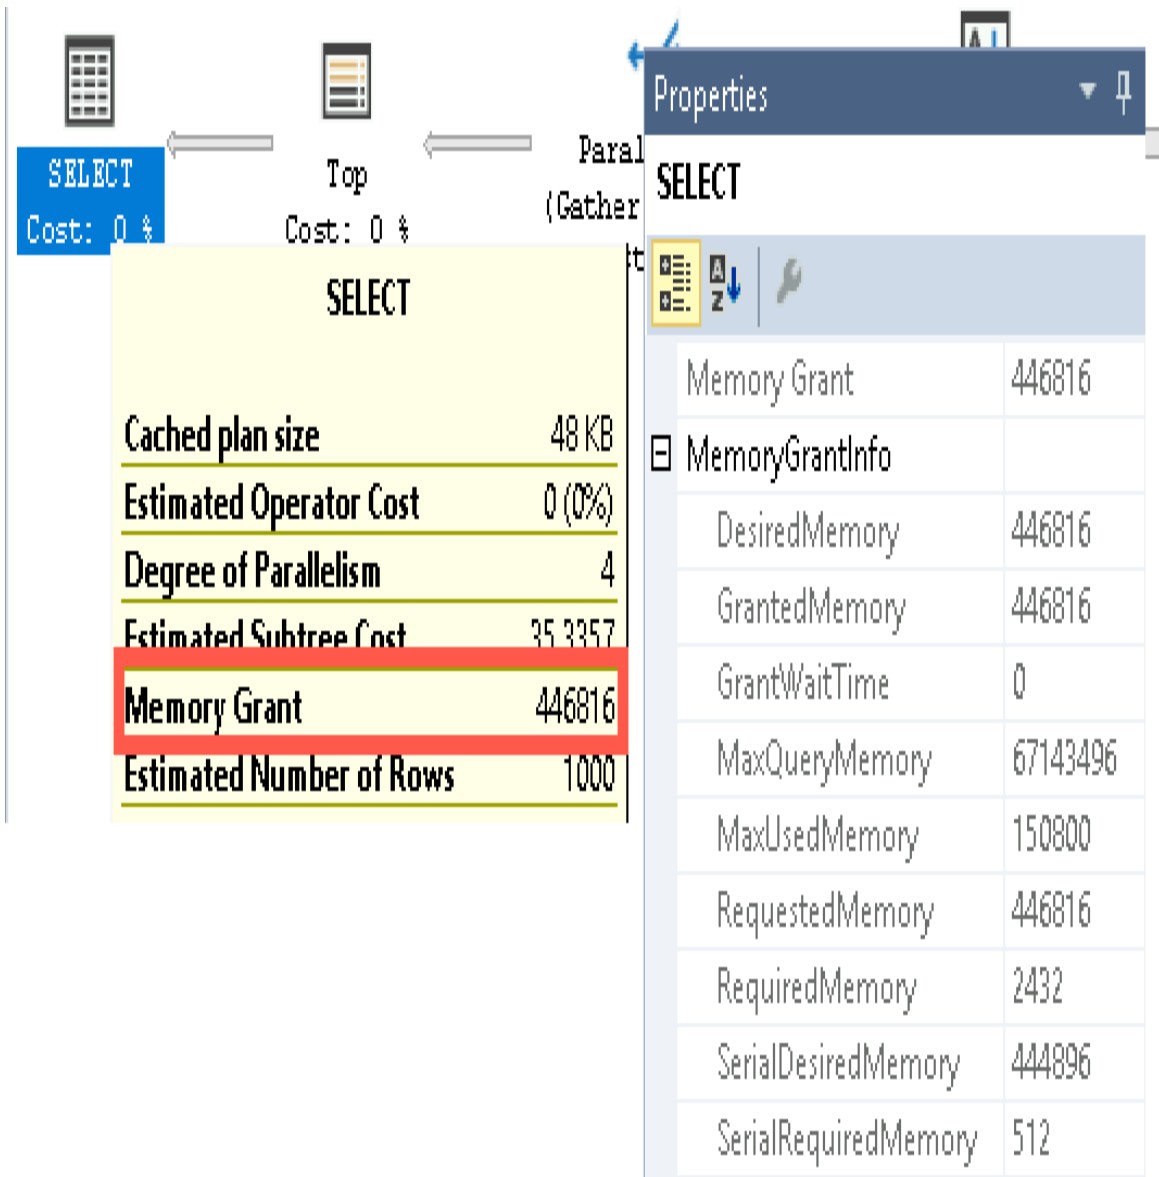 SELECT
Cost: 0 %
Top
Cost: 0 %
Paral
(Gather
SELECT
Cached plan size 48 KB
Estimated Operator Cost 0 (0%)
Degree of Parallelism 4
Estimated Subtree Cost 35.3357
Memory Grant 446816
Estimated Number of Rows 1000
Properties
SELECT
Memory Grant 446816
MemoryGrantInfo
DesiredMemory 446816
GrantedMemory 446816
GrantWaitTime 0
MaxQueryMemory 67143496
MaxUsedMemory 150800
RequestedMemory 446816
RequiredMemory 2432
SerialDesiredMemory 444896
SerialRequiredMemory 512